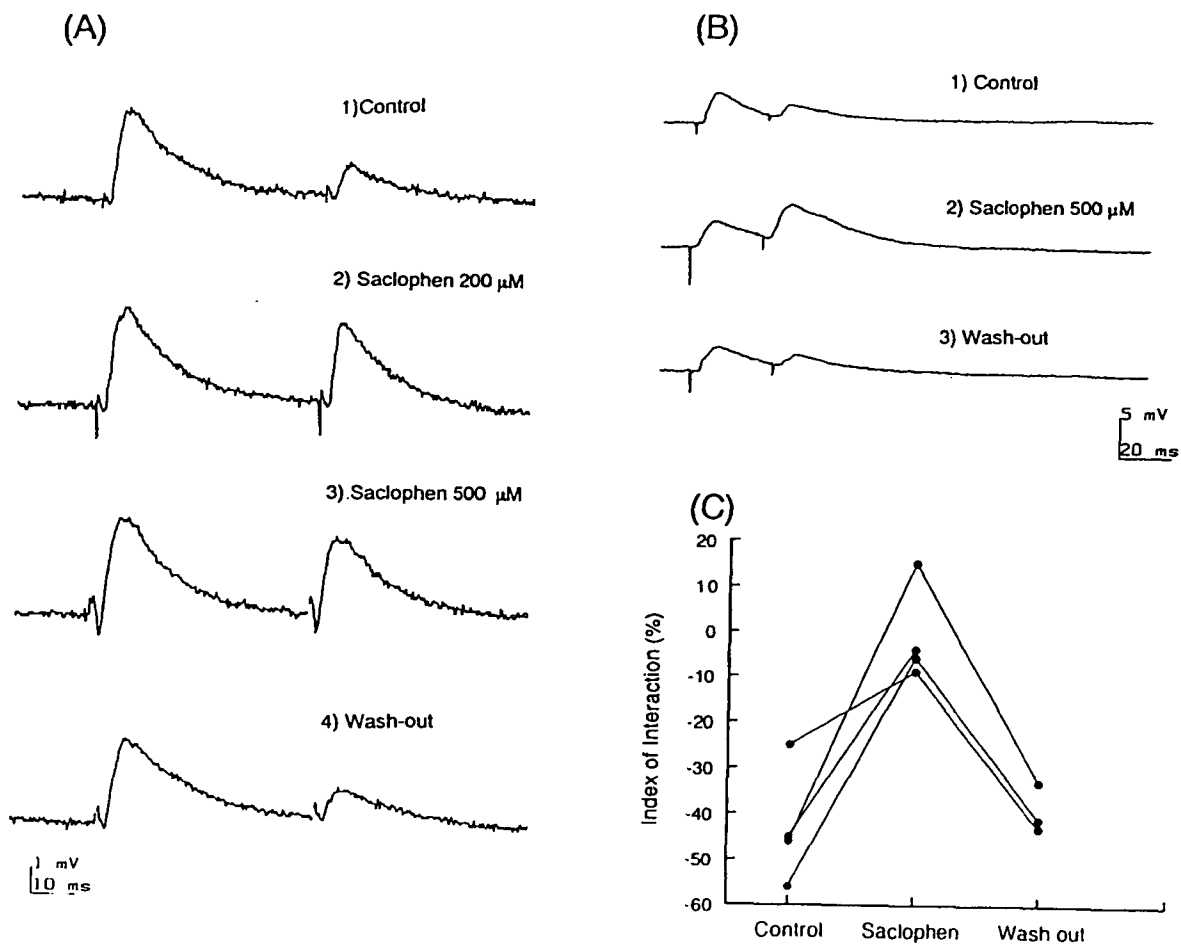 (A)
1)Control
2) Saclophen 200 µM
3).Saclophen 500 µM
4) Wash-out
1 mV
10 ms
(B)
1) Control
2) Saclophen 500 µM
3) Wash-out
5 mV
20 ms
(C)
Index of Interaction (%)
20
10
0
-10
-20
-30
-40
-50
-60
Control Saclophen Wash out